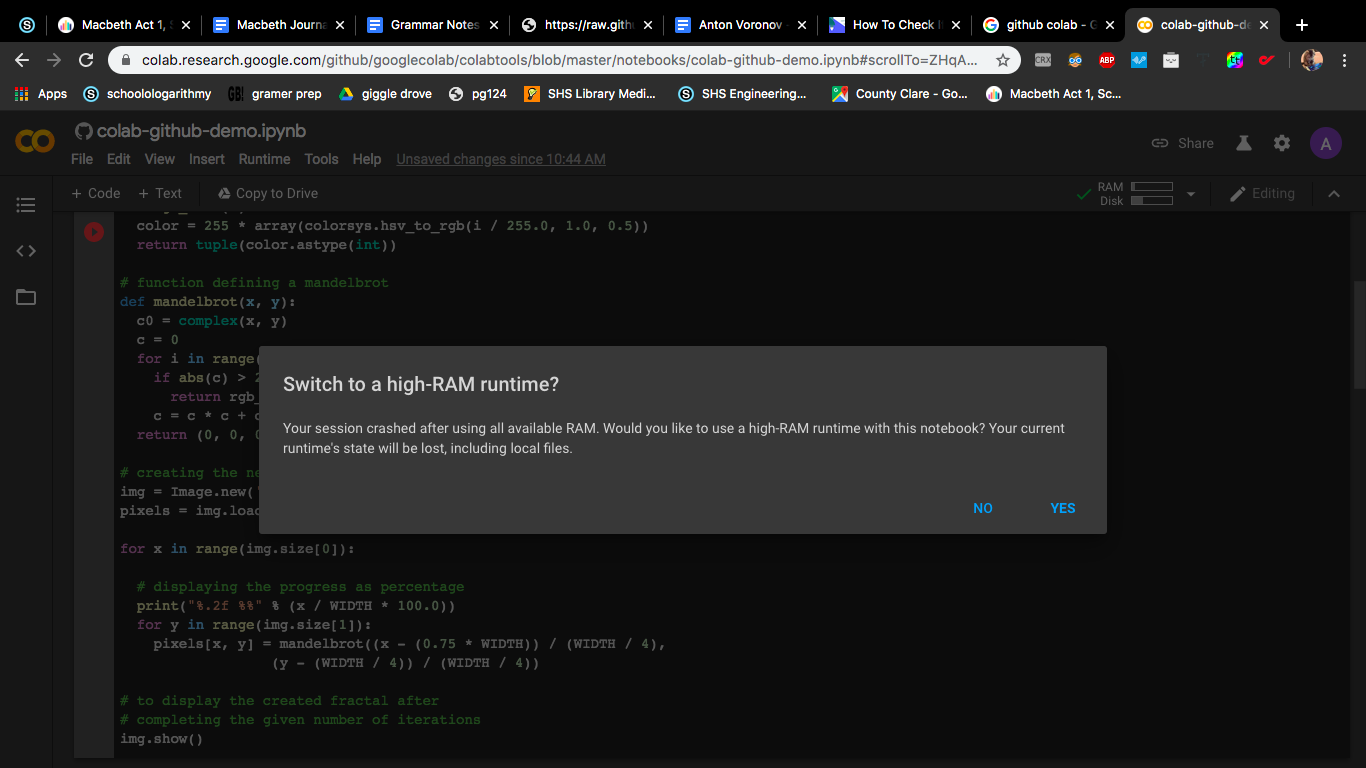 Macbeth Act 1,
Macbeth Journa
Grammar Notes
https://raw.gith
Anton Voronov -
How To Check I
github colab - G
colab-github-de
colab.research.google.com/github/googlecolab/colabtools/blob/master/notebooks/colab-github-demo.ipynb#scrollTo=ZHqA...
CRX
ABP
Apps
schoolologarithmy
GB!
gramer prep
giggle drove
pg124
SHS Library Medi...
SHS Engineering...
County Clare - Go...
Macbeth Act 1, Sc...
colab-github-demo.ipynb
File Edit View Insert Runtime Tools Help Unsaved changes since 10:44 AM
Share
A
+ Code + Text Copy to Drive
RAM
Disk
Editing
color = 255 * array(colorsys.hsv_to_rgb(i / 255.0, 1.0, 0.5))
return tuple(color.astype(int))
# function defining a mandelbrot
def mandelbrot(x, y):
c0 = complex(x, y)
c = 0
for i in range(
if abs(c) > 2
return rgb_
c = c * c + c
return (0, 0, 0
# creating the ne
img = Image.new('
pixels = img.load
Switch to a high-RAM runtime?
Your session crashed after using all available RAM. Would you like to use a high-RAM runtime with this notebook? Your current
runtime's state will be lost, including local files.
NO YES
for x in range(img.size[0]):
# displaying the progress as percentage
print("%.2f %%" % (x / WIDTH * 100.0))
for y in range(img.size[1]):
pixels[x, y] = mandelbrot((x - (0.75 * WIDTH)) / (WIDTH / 4),
(y - (WIDTH / 4)) / (WIDTH / 4))
# to display the created fractal after
# completing the given number of iterations
img.show()